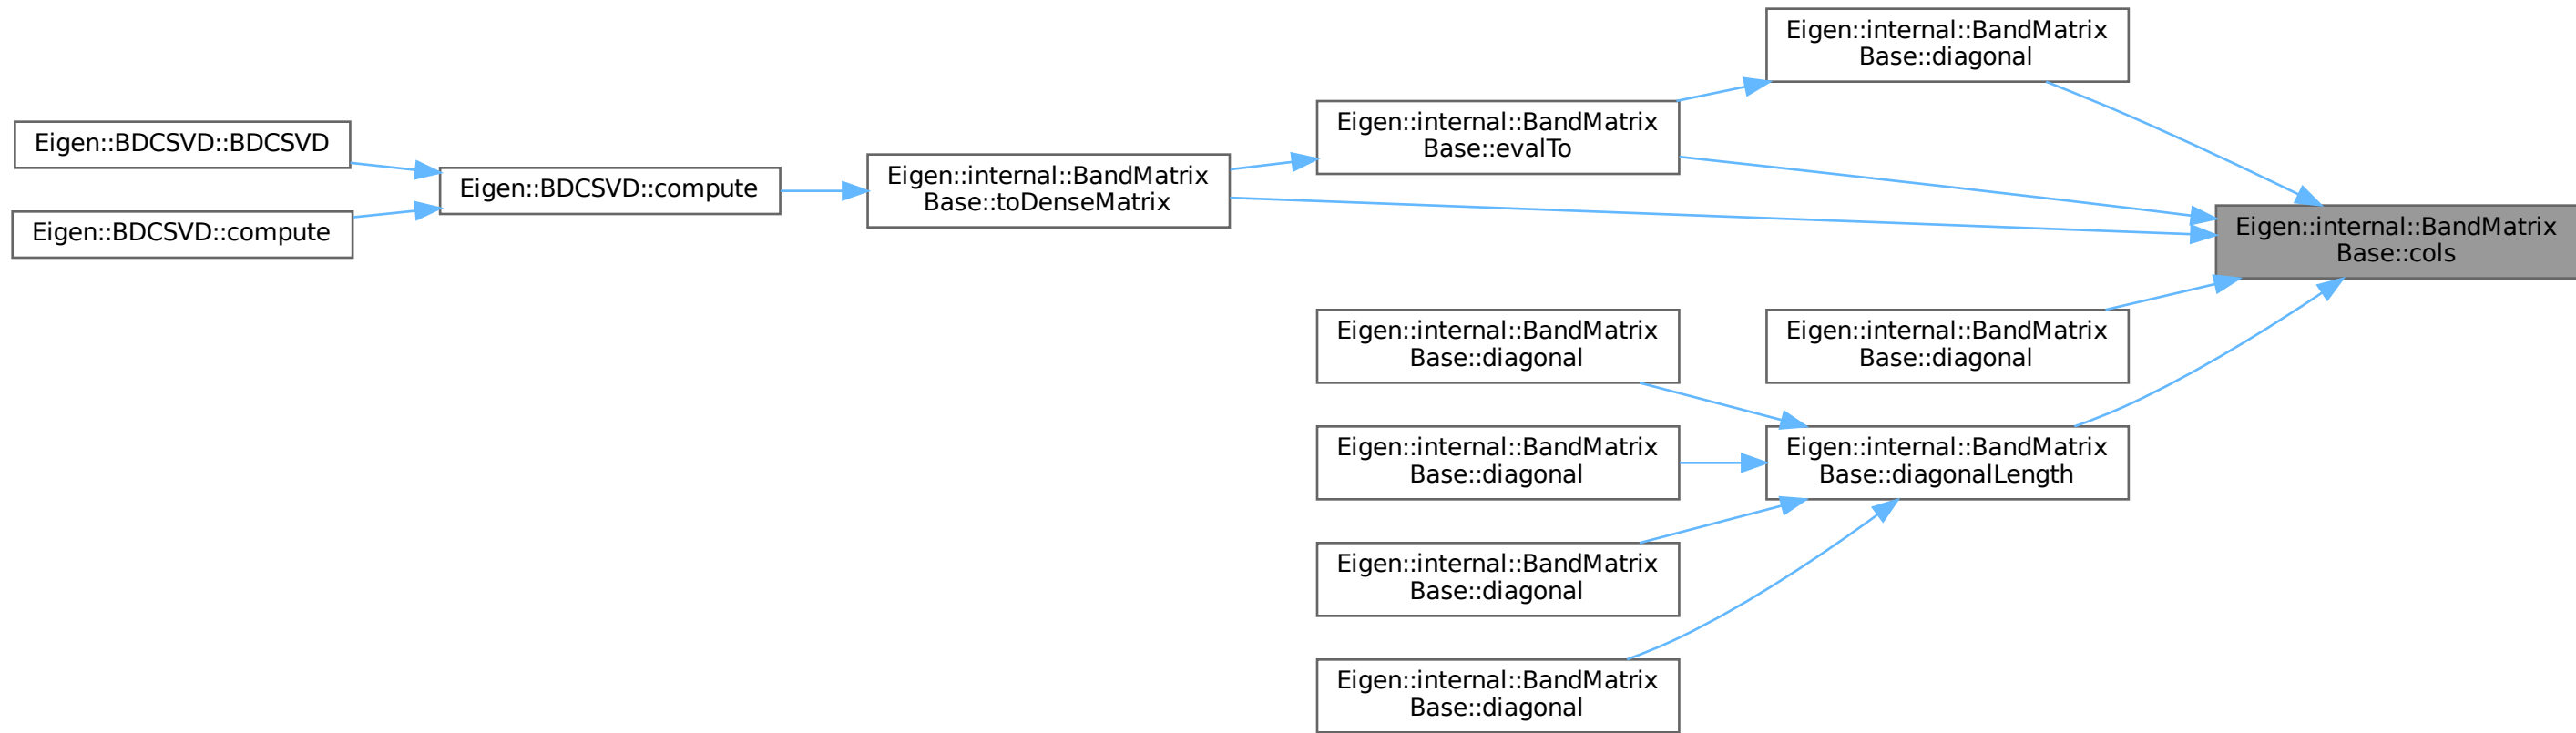 Eigen::internal::BandMatrix
Base::diagonal
Eigen::internal::BandMatrix
Base::evalTo
Eigen::BDCSVD::BDCSVD
Eigen::BDCSVD::compute
Eigen::internal::BandMatrix
Base::toDenseMatrix
Eigen::BDCSVD::compute
Eigen::internal::BandMatrix
Base::cols
Eigen::internal::BandMatrix
Base::diagonal
Eigen::internal::BandMatrix
Base::diagonal
Eigen::internal::BandMatrix
Base::diagonal
Eigen::internal::BandMatrix
Base::diagonalLength
Eigen::internal::BandMatrix
Base::diagonal
Eigen::internal::BandMatrix
Base::diagonal